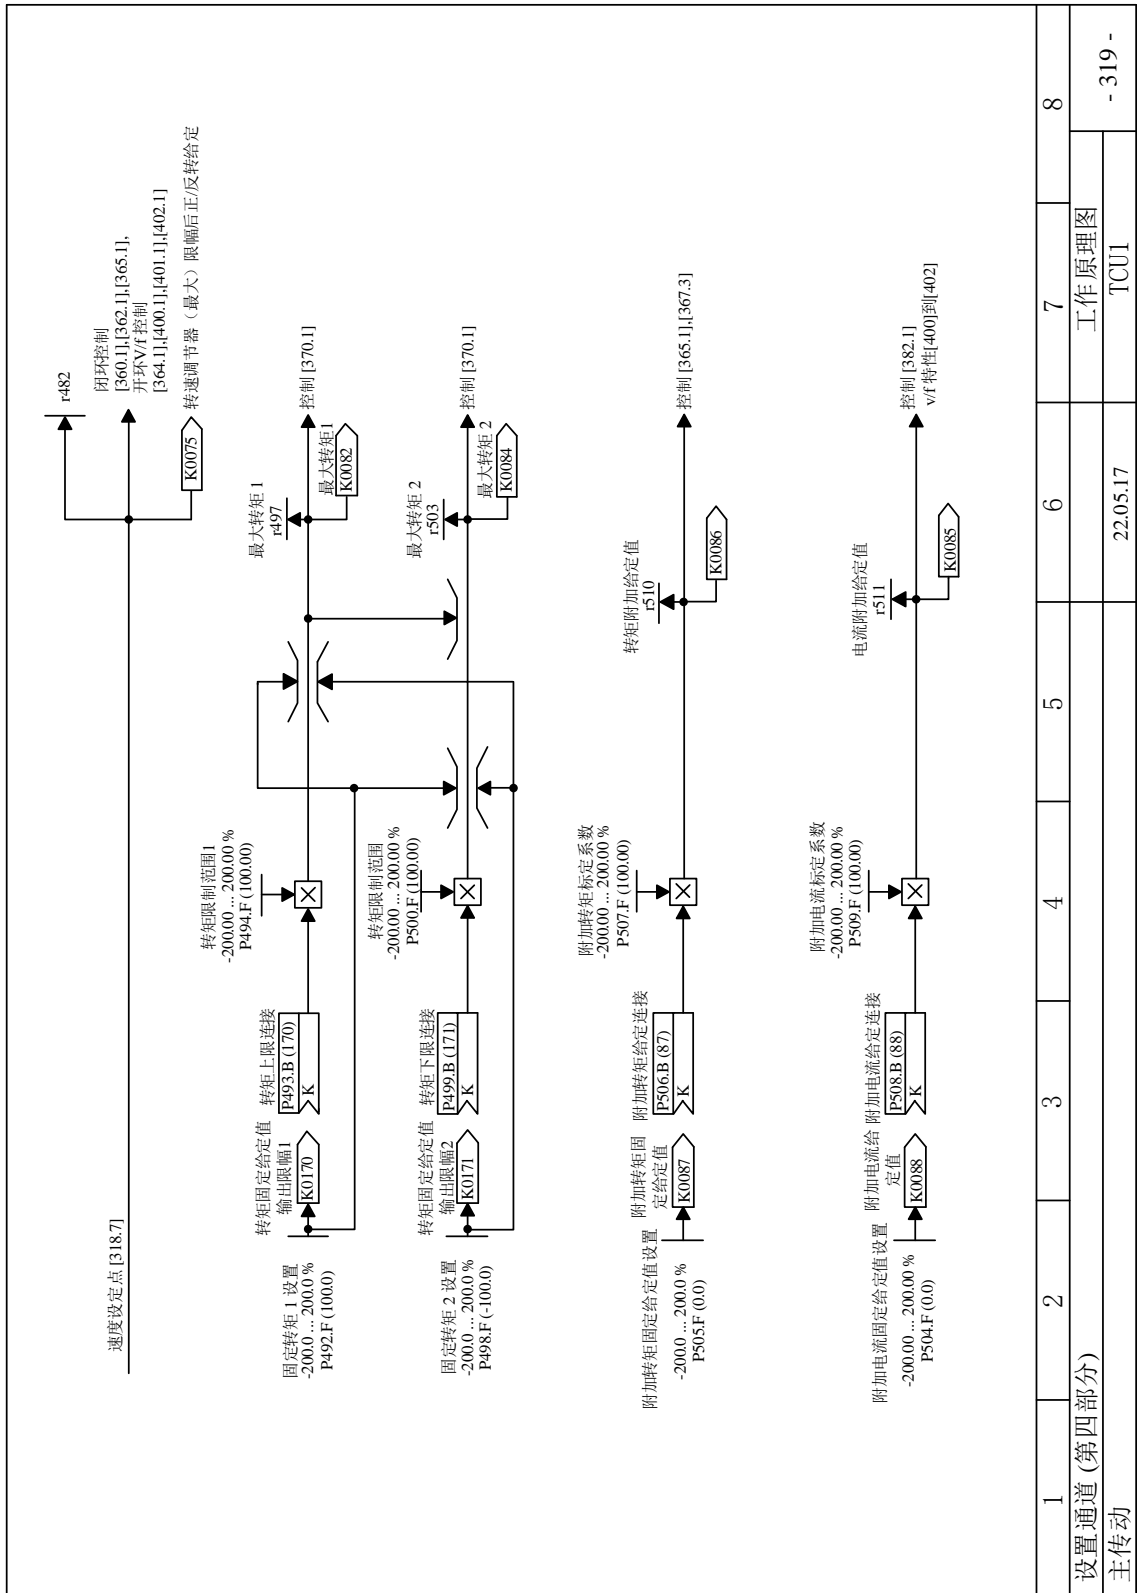 速度设定点 [318.7]
r482
闭环控制
[360.1],[362.1],[365.1],
开环V/f 控制
[364.1],[400.1],[401.1],[402.1]
K0075
转速调节器（最大）限幅后正/反转给定
固定转矩 1 设置
-200.0 ... 200.0 %
P492.F (100.0)
转矩固定给定值
输出限幅1
K0170
转矩上限连接
P493.B (170)
K
转矩限制范围1
-200.00 ... 200.00 %
P494.F (100.00)
最大转矩 1
r497
最大转矩1
K0082
控制 [370.1]
固定转矩 2 设置
-200.0 ... 200.0 %
P498.F (-100.0)
转矩固定给定值
输出限幅2
K0171
转矩下限连接
P499.B (171)
K
转矩限制范围
-200.00 ... 200.00 %
P500.F (100.00)
最大转矩 2
r503
最大转矩 2
K0084
控制 [370.1]
附加转矩固定给定值设置
-200.0 ... 200.0 %
P505.F (0.0)
附加转矩固
定给定值
K0087
附加转矩给定连接
P506.B (87)
K
附加转矩标定系数
-200.00 ... 200.00 %
P507.F (100.00)
转矩附加给定值
r510
K0086
控制 [365.1],[367.3]
附加电流固定给定值设置
-200.00 ... 200.00 %
P504.F (0.0)
附加电流给
定值
K0088
附加电流给定连接
P508.B (88)
K
附加电流标定系数
-200.00 ... 200.00 %
P509.F (100.00)
电流附加给定值
r511
K0085
控制 [382.1]
v/f 特性[400]到[402]
1 2 3 4 5 6 7 8
设置通道 (第四部分) 工作原理图
主传动 22.05.17 TCU1 - 319 -